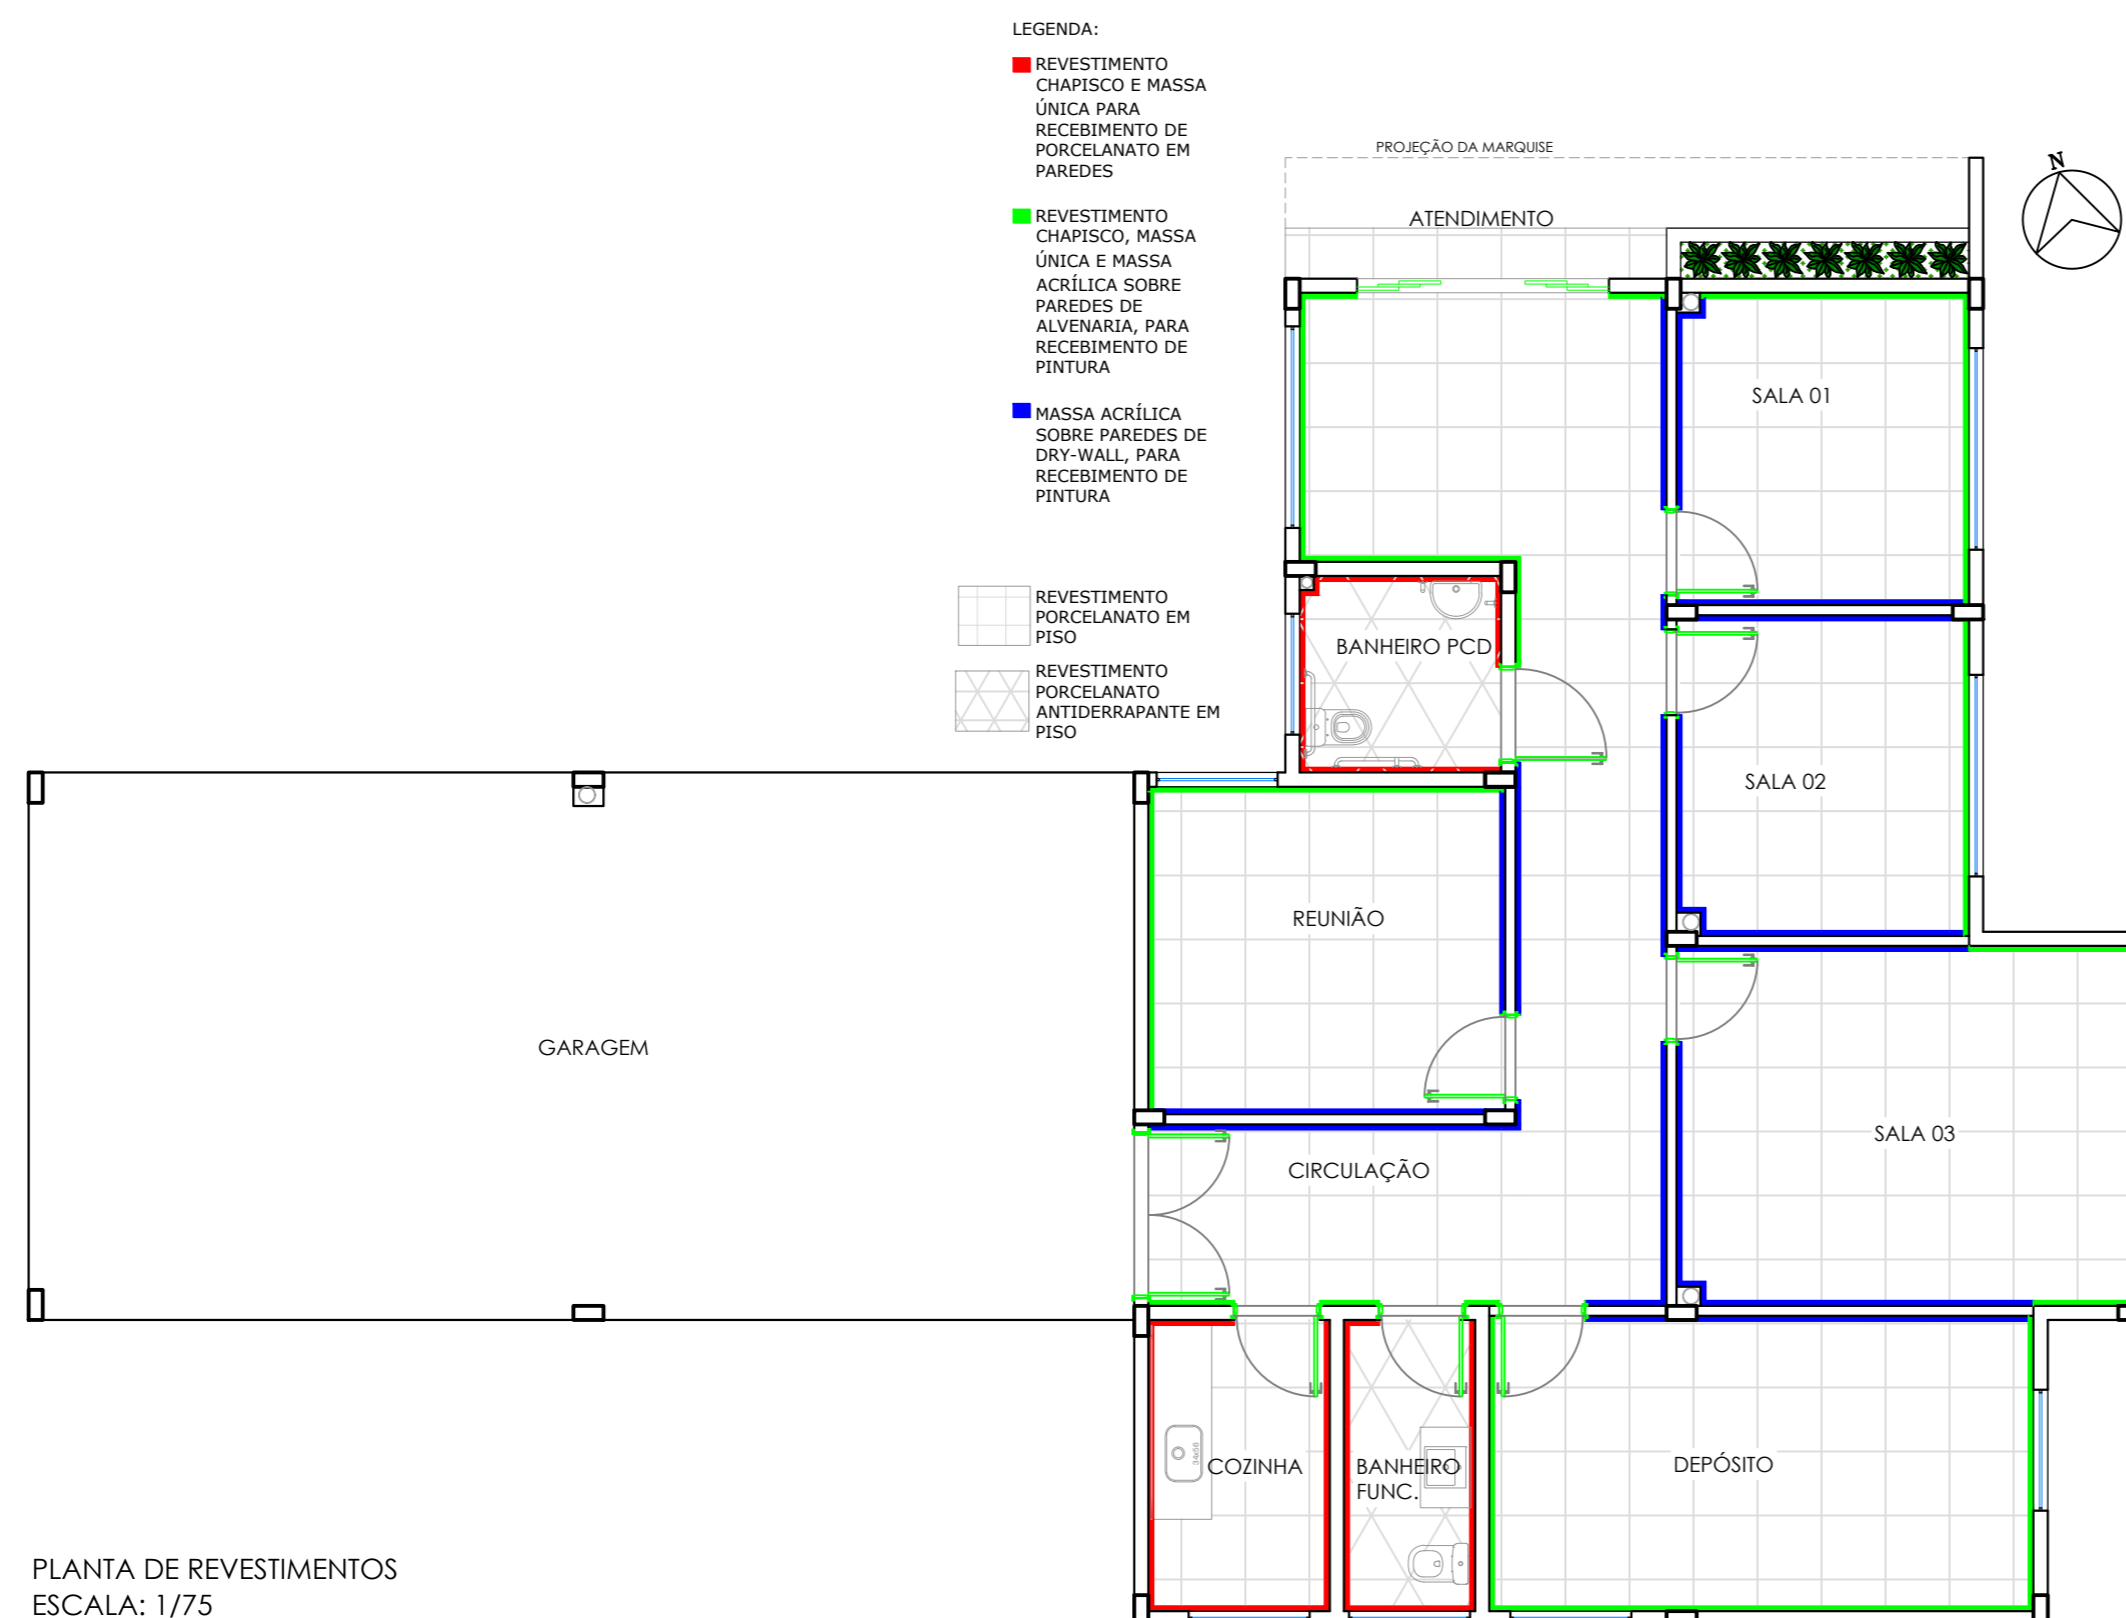 LEGENDA:
REVESTIMENTO
CHAPISCO E MASSA
ÚNICA PARA
RECEBIMENTO DE
PORCELANATO EM
PAREDES
REVESTIMENTO
CHAPISCO, MASSA
ÚNICA E MASSA
ACRÍLICA SOBRE
PAREDES DE
ALVENARIA, PARA
RECEBIMENTO DE
PINTURA
MASSA ACRÍLICA
SOBRE PAREDES DE
DRY-WALL, PARA
RECEBIMENTO DE
PINTURA
REVESTIMENTO
PORCELANATO EM
PISO
REVESTIMENTO
PORCELANATO
ANTIDERRAPANTE EM
PISO
PROJEÇÃO DA MARQUISE
N
ATENDIMENTO
SALA 01
BANHEIRO PCD
SALA 02
REUNIÃO
GARAGEM
SALA 03
CIRCULAÇÃO
COZINHA
34x56
BANHEIRO
FUNC.
DEPÓSITO
PLANTA DE REVESTIMENTOS
ESCALA: 1/75